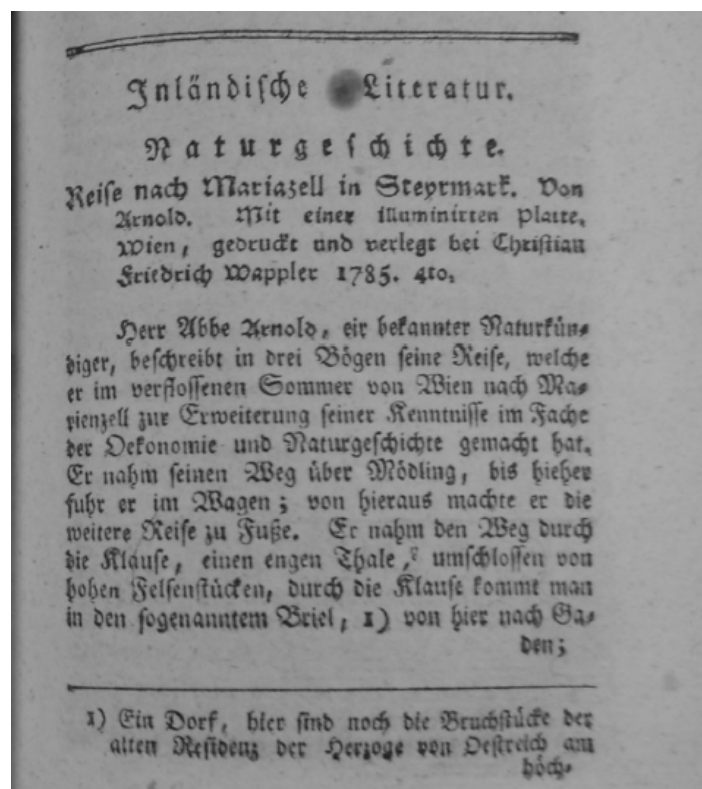 Inländische Literatur.
Naturgeschichte.
Reise nach Mariazell in Steyrmark. Von
Arnold. Mit einer illuminirten Platte.
Wien, gedruckt und verlegt bei Christian
Friedrich Wappler 1785. 4to.
Herr Abbe Arnold, ein bekannter Naturkün-
diger, beschreibt in drei Bögen seine Reise, welche
er im verflossenen Sommer von Wien nach Ma-
rienzell zur Erweiterung seiner Kenntnisse im Fache
der Oekonomie und Naturgeschichte gemacht hat.
Er nahm seinen Weg über Mödling, bis hieher
fuhr er im Wagen; von hieraus machte er die
weitere Reise zu Fuße. Er nahm den Weg durch
die Klause, einen engen Thale, umschlossen von
hohen Felsenstücken, durch die Klause kommt man
in den sogenanntem Briel, 1) von hier nach Ga-
den;
1) Ein Dorf, hier sind noch die Bruchstücke der
alten Residenz der Herzoge von Oestreich am
höch-